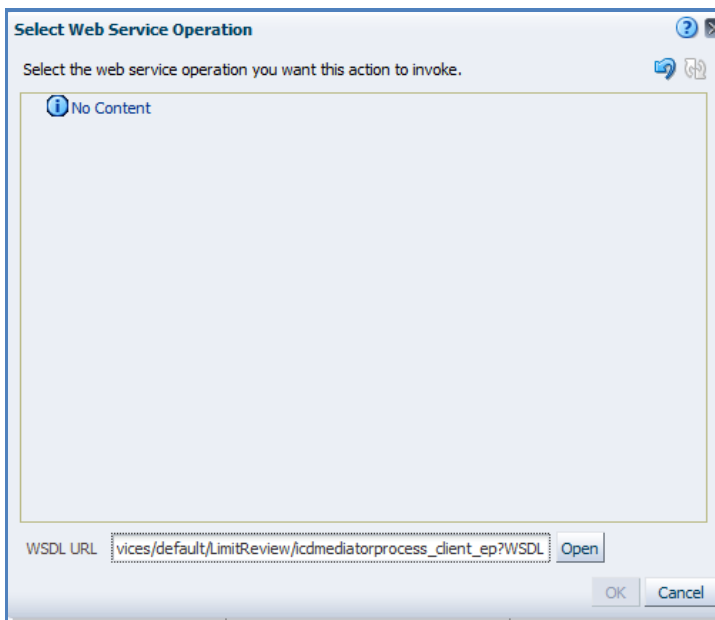 Select Web Service Operation
Select the web service operation you want this action to invoke.
No Content
WSDL URL vices/default/LimitReview/icdmediatorprocess_client_ep?WSDL Open
OK Cancel